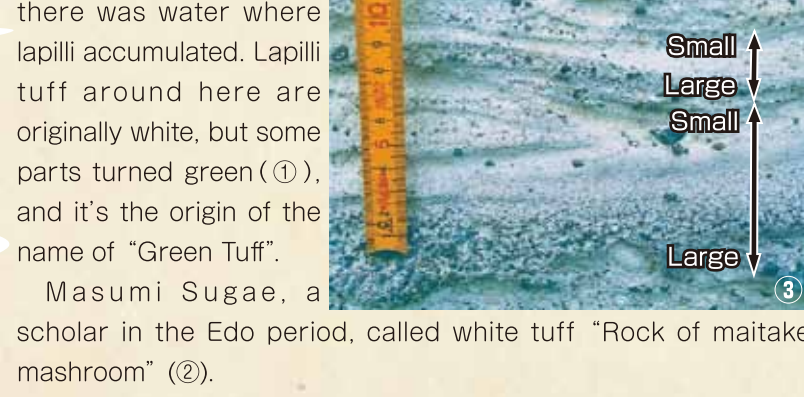 there was water where
lapilli accumulated. Lapilli
tuff around here are
originally white, but some
parts turned green(①),
and it's the origin of the
name of “Green Tuff”.
Masumi Sugae, a
scholar in the Edo period, called white tuff “Rock of maitake
mashroom” (②).
Small
Large
Small
Large
③
10
5